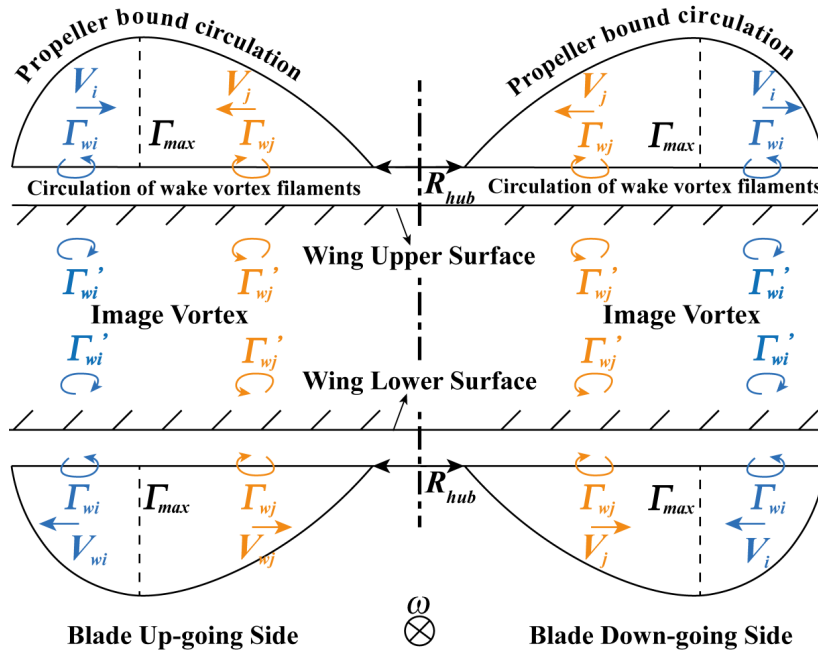 Propeller bound circulation
Propeller bound circulation
V_i
V_j
V_j
V_i
Γ_wi
Γ_max
Γ_wj
Γ_wj
Γ_max
Γ_wi
Circulation of wake vortex filaments
R_hub
Circulation of wake vortex filaments
Wing Upper Surface
Γ_wi'
Γ_wj'
Γ_wj'
Γ_wi'
Image Vortex
Image Vortex
Γ_wi'
Γ_wj'
Γ_wj'
Γ_wi'
Wing Lower Surface
Γ_wi
Γ_max
Γ_wj
R_hub
Γ_wj
Γ_max
Γ_wi
V_wi
V_wj
V_j
V_i
ω
Blade Up-going Side
Blade Down-going Side